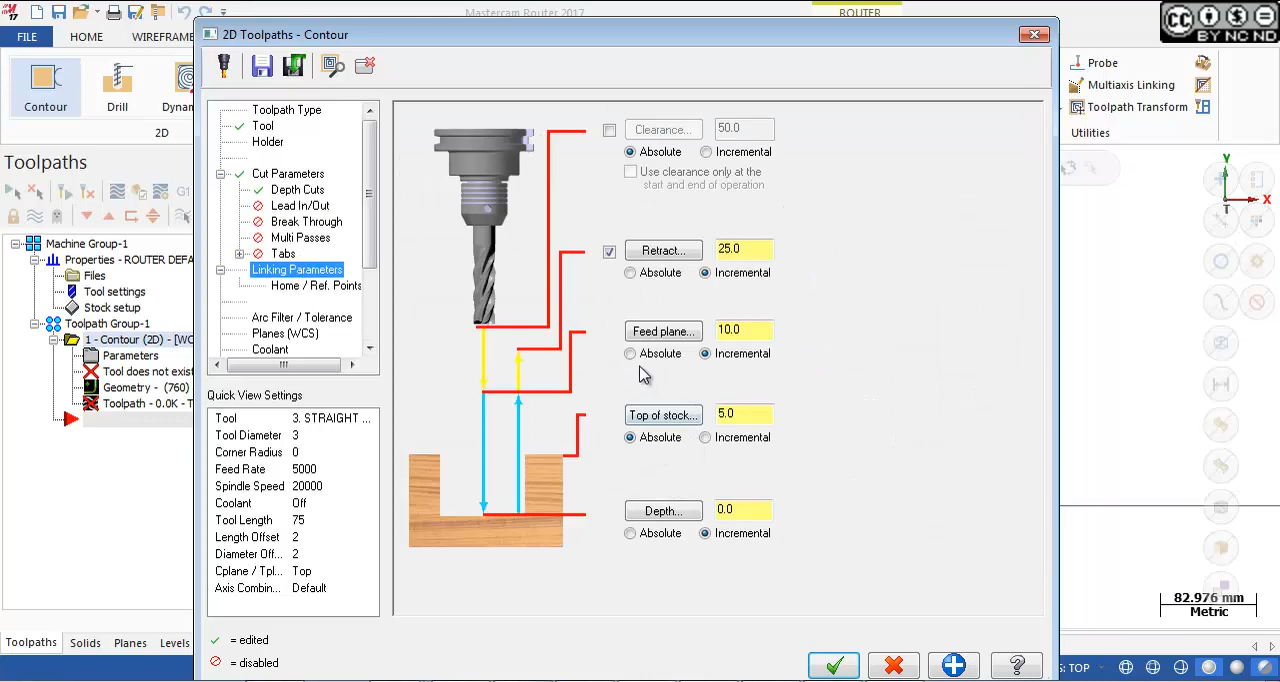 Mastercam Router 2017
ROUTER
CC BY NC ND
FILE
HOME
WIREFRAME
Contour
Drill
2D
2D Toolpaths - Contour
Probe
Multiaxis Linking
Toolpath Transform
Utilities
Toolpaths
G1
Machine Group-1
Properties - ROUTER DEFA
Files
Tool settings
Stock setup
Toolpath Group-1
1 - Contour (2D) - [WC
Parameters
Tool does not exist
Geometry - (760)
Toolpath - 0.0K - T
Toolpath Type
Tool
Holder
Cut Parameters
Depth Cuts
Lead In/Out
Break Through
Multi Passes
Tabs
Linking Parameters
Home / Ref. Points
Arc Filter / Tolerance
Planes (WCS)
Coolant
Quick View Settings
Tool 3. STRAIGHT ...
Tool Diameter 3
Corner Radius 0
Feed Rate 5000
Spindle Speed 20000
Coolant Off
Tool Length 75
Length Offset 2
Diameter Off... 2
Cplane / Tpl... Top
Axis Combin... Default
= edited
= disabled
Clearance... 50.0
Absolute Incremental
Use clearance only at the
start and end of operation
Retract... 25.0
Absolute Incremental
Feed plane... 10.0
Absolute Incremental
Top of stock... 5.0
Absolute Incremental
Depth... 0.0
Absolute Incremental
Y
X
T
82.976 mm
Metric
Toolpaths Solids Planes Levels
S: TOP